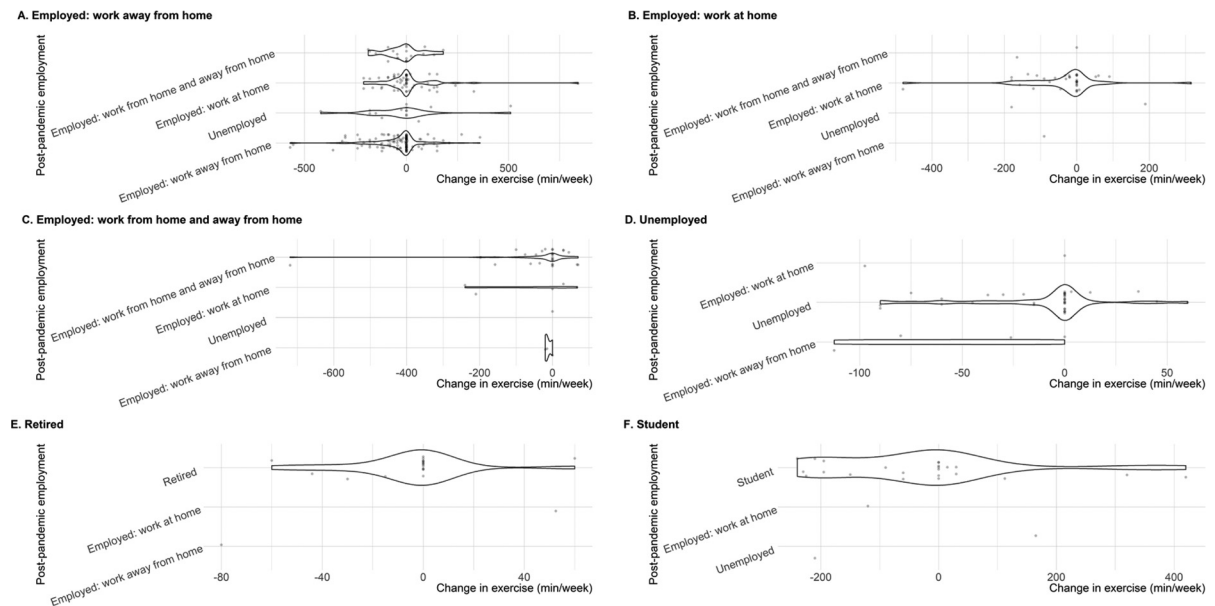 A. Employed: work away from home
Post-pandemic employment
Employed: work from home and away from home
Employed: work at home
Unemployed
Employed: work away from home
-500
0
500
Change in exercise (min/week)
B. Employed: work at home
Post-pandemic employment
Employed: work from home and away from home
Employed: work at home
Unemployed
Employed: work away from home
-400
-200
0
200
Change in exercise (min/week)
C. Employed: work from home and away from home
Post-pandemic employment
Employed: work from home and away from home
Employed: work at home
Unemployed
Employed: work away from home
-600
-400
-200
0
Change in exercise (min/week)
D. Unemployed
Post-pandemic employment
Employed: work at home
Unemployed
Employed: work away from home
-100
-50
0
50
Change in exercise (min/week)
E. Retired
Post-pandemic employment
Retired
Employed: work at home
Employed: work away from home
-80
-40
0
40
Change in exercise (min/week)
F. Student
Post-pandemic employment
Student
Employed: work at home
Unemployed
-200
0
200
400
Change in exercise (min/week)